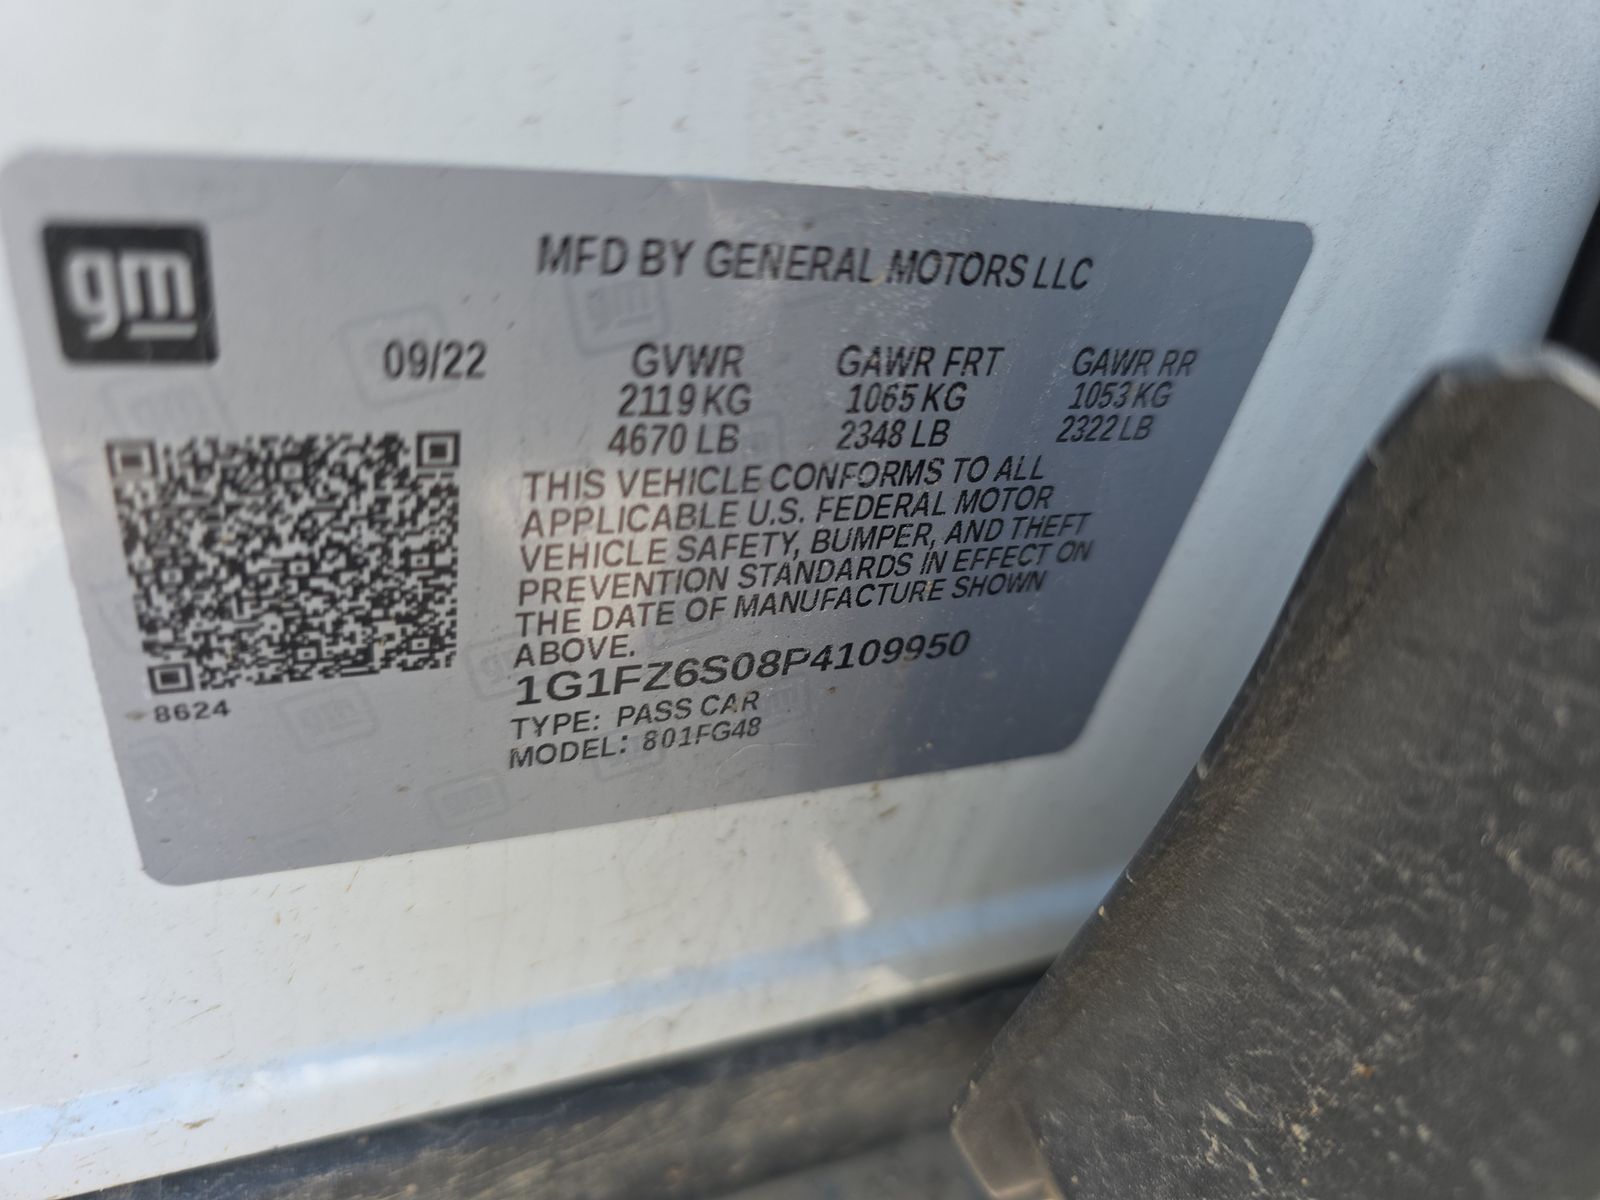 gm
MFD BY GENERAL MOTORS LLC
09/22 GVWR GAWR FRT GAWR RR
2119 KG 1065 KG 1053 KG
4670 LB 2348 LB 2322 LB
THIS VEHICLE CONFORMS TO ALL
APPLICABLE U.S. FEDERAL MOTOR
VEHICLE SAFETY, BUMPER, AND THEFT
PREVENTION STANDARDS IN EFFECT ON
THE DATE OF MANUFACTURE SHOWN
ABOVE.
1G1FZ6S08P4109950
8624
TYPE: PASS CAR
MODEL: 801FG48